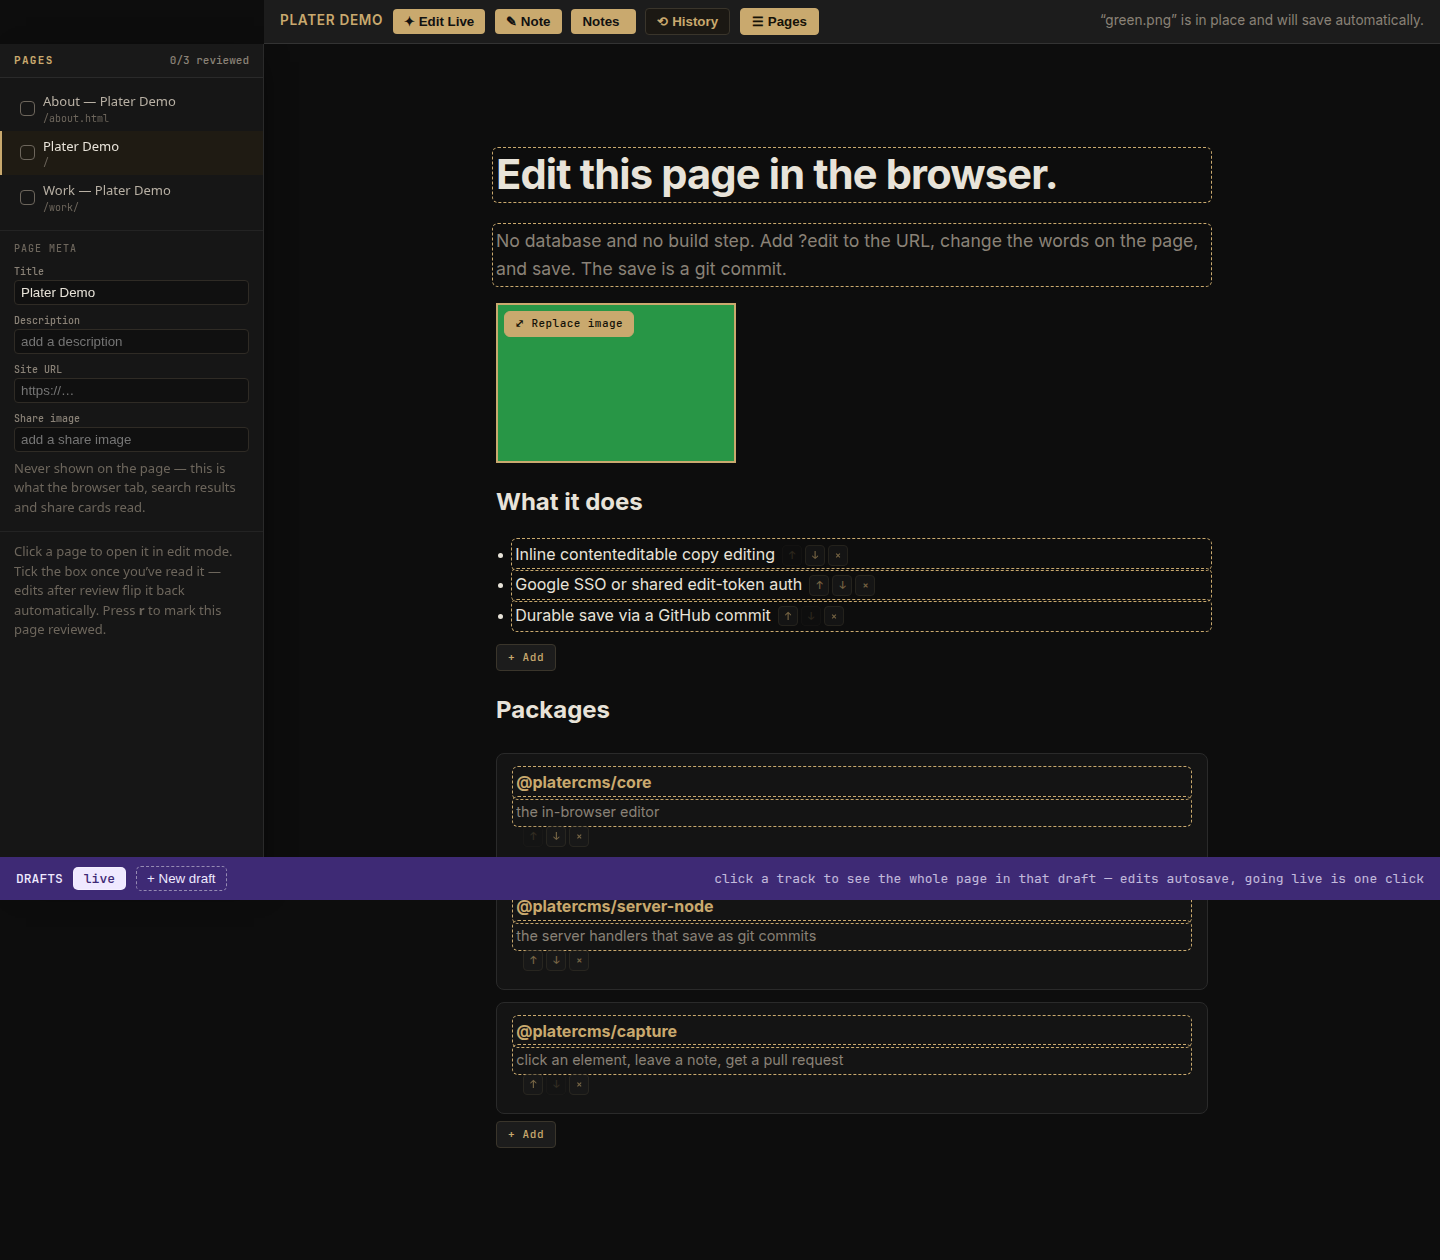 PLATER DEMO ✦ Edit Live ✎ Note Notes ⟲ History ☰ Pages “green.png” is in place and will save automatically.
PAGES 0/3 reviewed
About — Plater Demo
/about.html
Plater Demo
/
Work — Plater Demo
/work/
PAGE META
Title
Plater Demo
Description
add a description
Site URL
https://…
Share image
add a share image
Never shown on the page — this is
what the browser tab, search results
and share cards read.
Click a page to open it in edit mode.
Tick the box once you’ve read it —
edits after review flip it back
automatically. Press r to mark this
page reviewed.
Edit this page in the browser.
No database and no build step. Add ?edit to the URL, change the words on the page,
and save. The save is a git commit.
⤢ Replace image
What it does
• Inline contenteditable copy editing ↑ ↓ ×
• Google SSO or shared edit-token auth ↑ ↓ ×
• Durable save via a GitHub commit ↑ ↓ ×
+ Add
Packages
@platercms/core
the in-browser editor
↑ ↓ ×
DRAFTS live + New draft click a track to see the whole page in that draft — edits autosave, going live is one click
@platercms/server-node
the server handlers that save as git commits
↑ ↓ ×
@platercms/capture
click an element, leave a note, get a pull request
↑ ↓ ×
+ Add